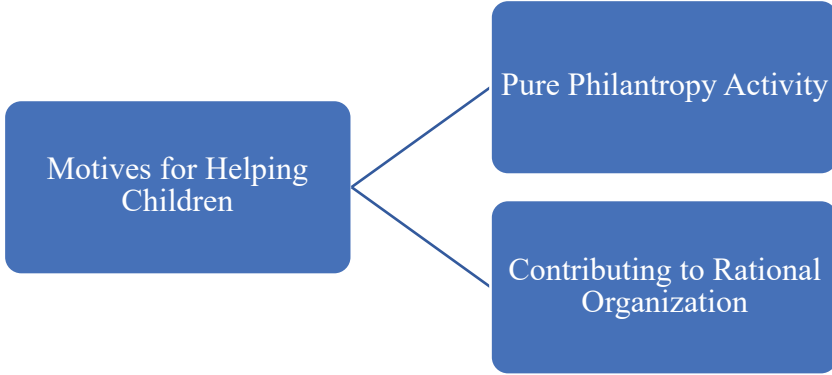 Motives for Helping
Children
Pure Philantropy Activity
Contributing to Rational
Organization